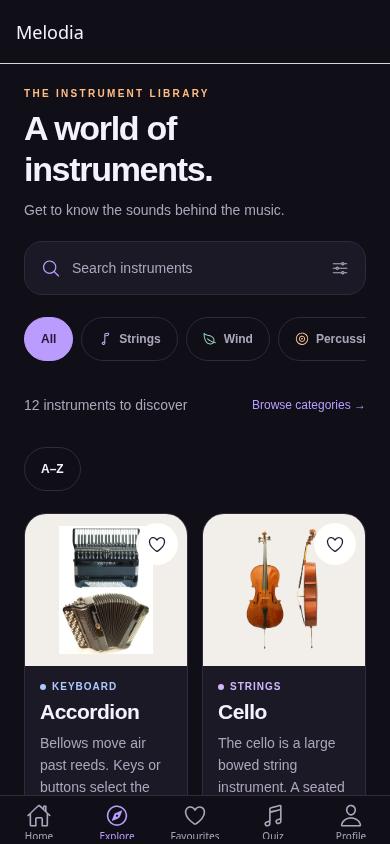 Melodia
THE INSTRUMENT LIBRARY
A world of
instruments.
Get to know the sounds behind the music.
Search instruments
All
Strings
Wind
Percussi
12 instruments to discover
Browse categories →
A–Z
KEYBOARD
Accordion
Bellows move air
past reeds. Keys or
buttons select the
STRINGS
Cello
The cello is a large
bowed string
instrument. A seated
Home
Explore
Favourites
Quiz
Profile